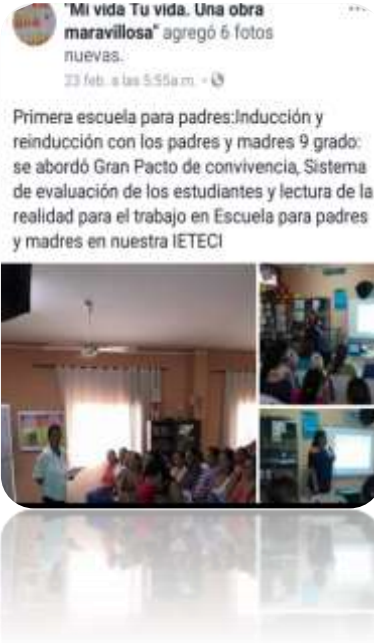 "Mi vida Tu vida. Una obra
maravillosa" agregó 6 fotos
nuevas.
23 feb. a las 5:55a.m. •
Primera escuela para padres:Inducción y
reinducción con los padres y madres 9 grado:
se abordó Gran Pacto de convivencia, Sistema
de evaluación de los estudiantes y lectura de la
realidad para el trabajo en Escuela para padres
y madres en nuestra IETECI